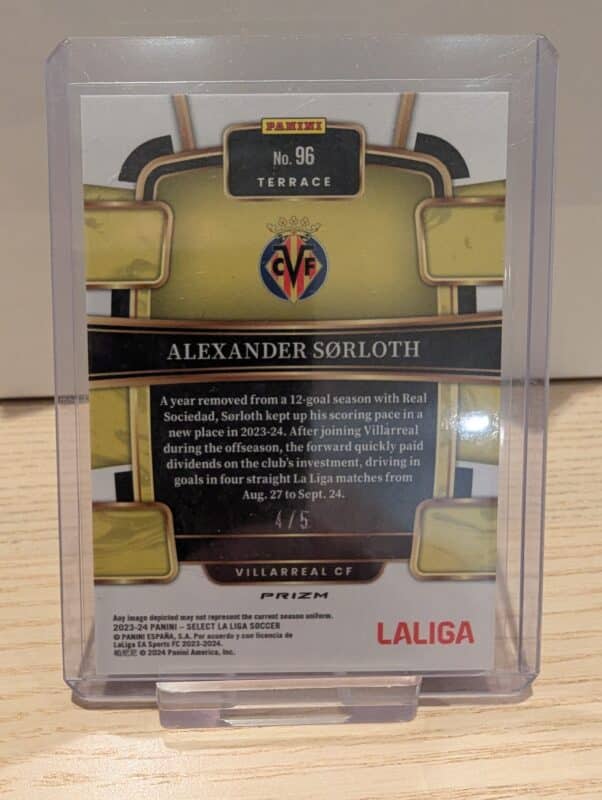 PANINI
No. 96
TERRACE
CVF
ALEXANDER SØRLOTH
A year removed from a 12-goal season with Real
Sociedad, Sørloth kept up his scoring pace in a
new place in 2023-24. After joining Villarreal
during the offseason, the forward quickly paid
dividends on the club's investment, driving in
goals in four straight La Liga matches from
Aug. 27 to Sept. 24.
4/5
VILLARREAL CF
PRIZM
Any image depicted may not represent the current season uniform.
2023-24 PANINI – SELECT LA LIGA SOCCER
© PANINI ESPAÑA, S.A. Por acuerdo y con licencia de
LaLiga EA Sports FC 2023-2024.
© 2024 Panini America, Inc.
LALIGA